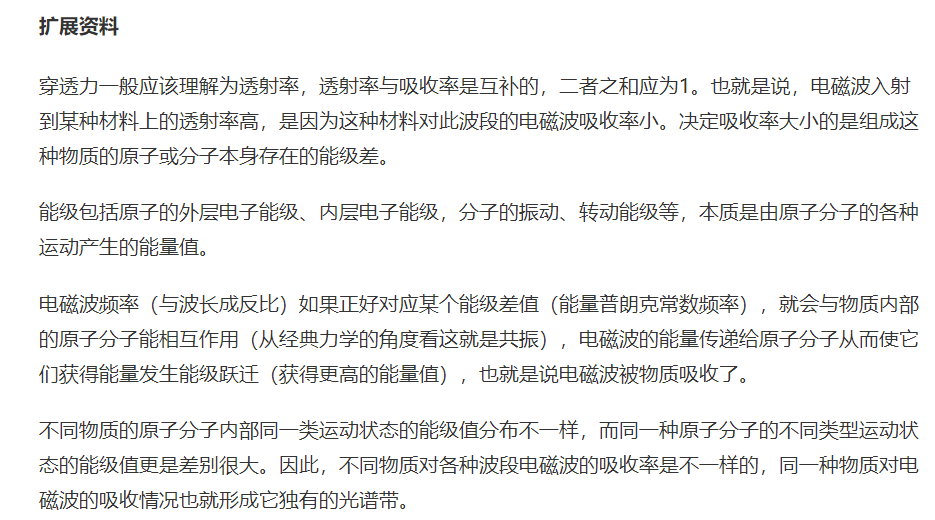 扩展资料
穿透力一般应该理解为透射率，透射率与吸收率是互补的，二者之和应为1。也就是说，电磁波入射
到某种材料上的透射率高，是因为这种材料对此波段的电磁波吸收率小。决定吸收率大小的是组成这
种物质的原子或分子本身存在的能级差。
能级包括原子的外层电子能级、内层电子能级，分子的振动、转动能级等，本质是由原子分子的各种
运动产生的能量值。
电磁波频率（与波长成反比）如果正好对应某个能级差值（能量普朗克常数频率），就会与物质内部
的原子分子能相互作用（从经典力学的角度看这就是共振），电磁波的能量传递给原子分子从而使它
们获得能量发生能级跃迁（获得更高的能量值），也就是说电磁波被物质吸收了。
不同物质的原子分子内部同一类运动状态的能级值分布不一样，而同一种原子分子的不同类型运动状
态的能级值更是差别很大。因此，不同物质对各种波段电磁波的吸收率是不一样的，同一种物质对电
磁波的吸收情况也就形成它独有的光谱带。